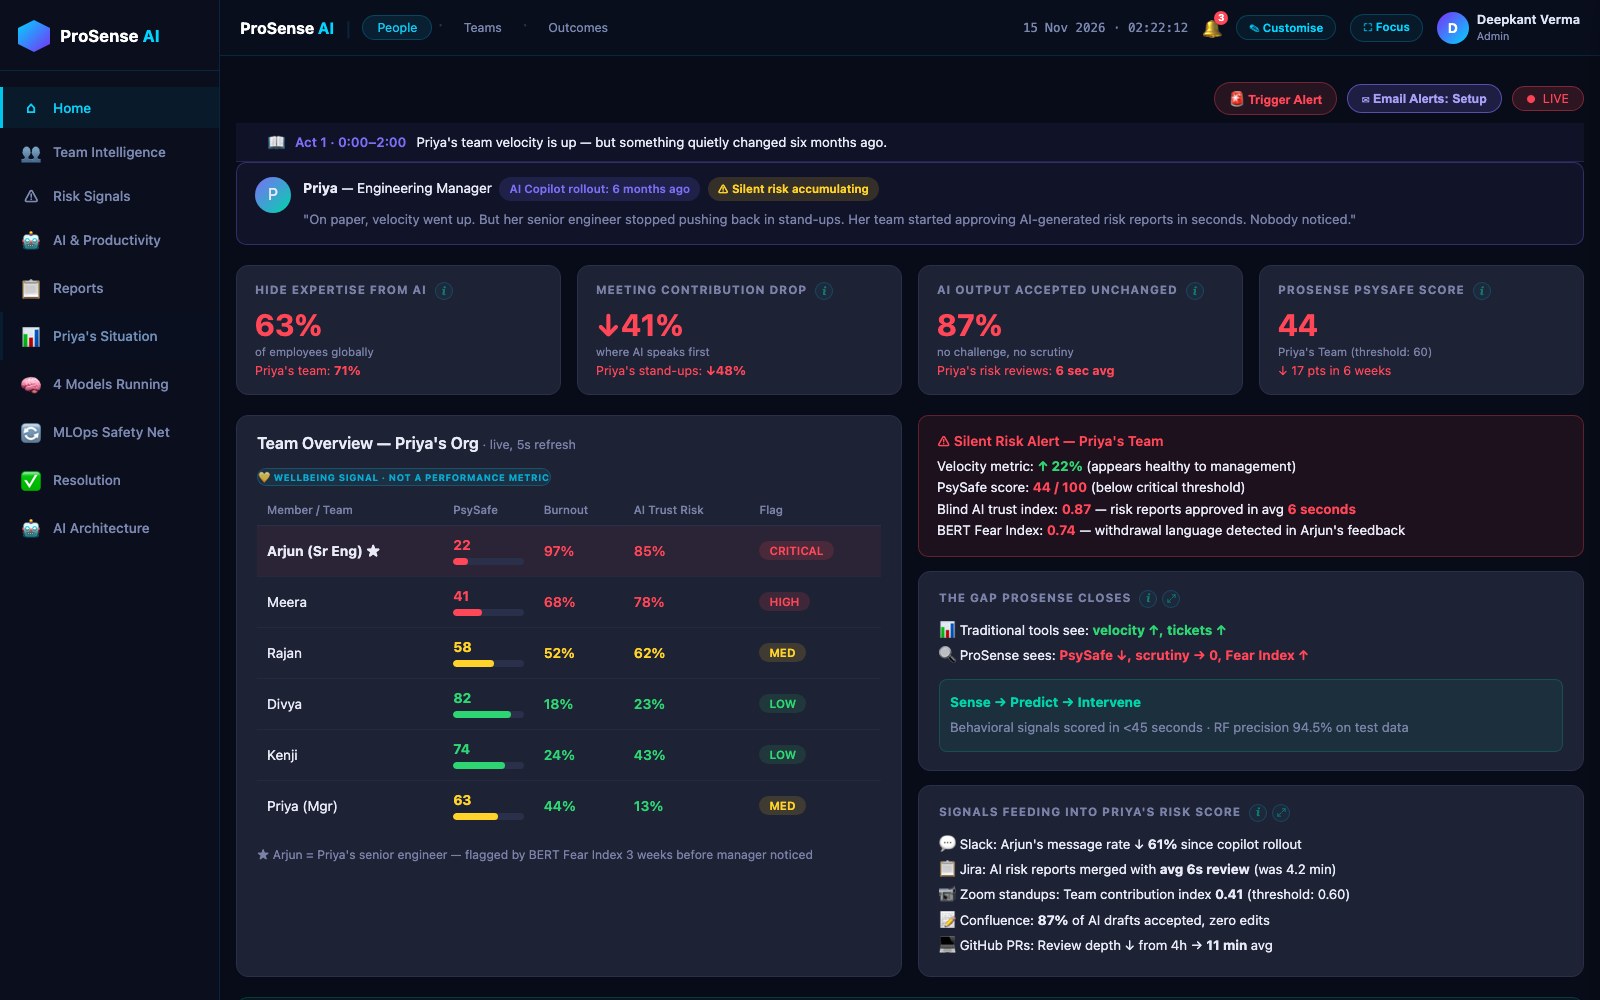 ProSense AI
Home
Team Intelligence
Risk Signals
AI & Productivity
Reports
Priya's Situation
4 Models Running
MLOps Safety Net
Resolution
AI Architecture
ProSense AI
People · Teams · Outcomes
15 Nov 2026 · 02:22:12
3
✎ Customise
⛶ Focus
D
Deepkant Verma
Admin
🚨 Trigger Alert
✉ Email Alerts: Setup
● LIVE
📖 Act 1 · 0:00–2:00 Priya's team velocity is up — but something quietly changed six months ago.
P
Priya — Engineering Manager AI Copilot rollout: 6 months ago ⚠ Silent risk accumulating
"On paper, velocity went up. But her senior engineer stopped pushing back in stand-ups. Her team started approving AI-generated risk reports in seconds. Nobody noticed."
HIDE EXPERTISE FROM AI i
63%
of employees globally
Priya's team: 71%
MEETING CONTRIBUTION DROP i
↓41%
where AI speaks first
Priya's stand-ups: ↓48%
AI OUTPUT ACCEPTED UNCHANGED i
87%
no challenge, no scrutiny
Priya's risk reviews: 6 sec avg
PROSENSE PSYSAFE SCORE i
44
Priya's Team (threshold: 60)
↓ 17 pts in 6 weeks
Team Overview — Priya's Org · live, 5s refresh
💛 WELLBEING SIGNAL · NOT A PERFORMANCE METRIC
Member / Team PsySafe Burnout AI Trust Risk Flag
Arjun (Sr Eng) ★ 22 97% 85% CRITICAL
Meera 41 68% 78% HIGH
Rajan 58 52% 62% MED
Divya 82 18% 23% LOW
Kenji 74 24% 43% LOW
Priya (Mgr) 63 44% 13% MED
★ Arjun = Priya's senior engineer — flagged by BERT Fear Index 3 weeks before manager noticed
⚠ Silent Risk Alert — Priya's Team
Velocity metric: ↑ 22% (appears healthy to management)
PsySafe score: 44 / 100 (below critical threshold)
Blind AI trust index: 0.87 — risk reports approved in avg 6 seconds
BERT Fear Index: 0.74 — withdrawal language detected in Arjun's feedback
THE GAP PROSENSE CLOSES i ⤢
📊 Traditional tools see: velocity ↑, tickets ↑
🔍 ProSense sees: PsySafe ↓, scrutiny → 0, Fear Index ↑
Sense → Predict → Intervene
Behavioral signals scored in <45 seconds · RF precision 94.5% on test data
SIGNALS FEEDING INTO PRIYA'S RISK SCORE i ⤢
💬 Slack: Arjun's message rate ↓ 61% since copilot rollout
📋 Jira: AI risk reports merged with avg 6s review (was 4.2 min)
📹 Zoom standups: Team contribution index 0.41 (threshold: 0.60)
📝 Confluence: 87% of AI drafts accepted, zero edits
💻 GitHub PRs: Review depth ↓ from 4h → 11 min avg